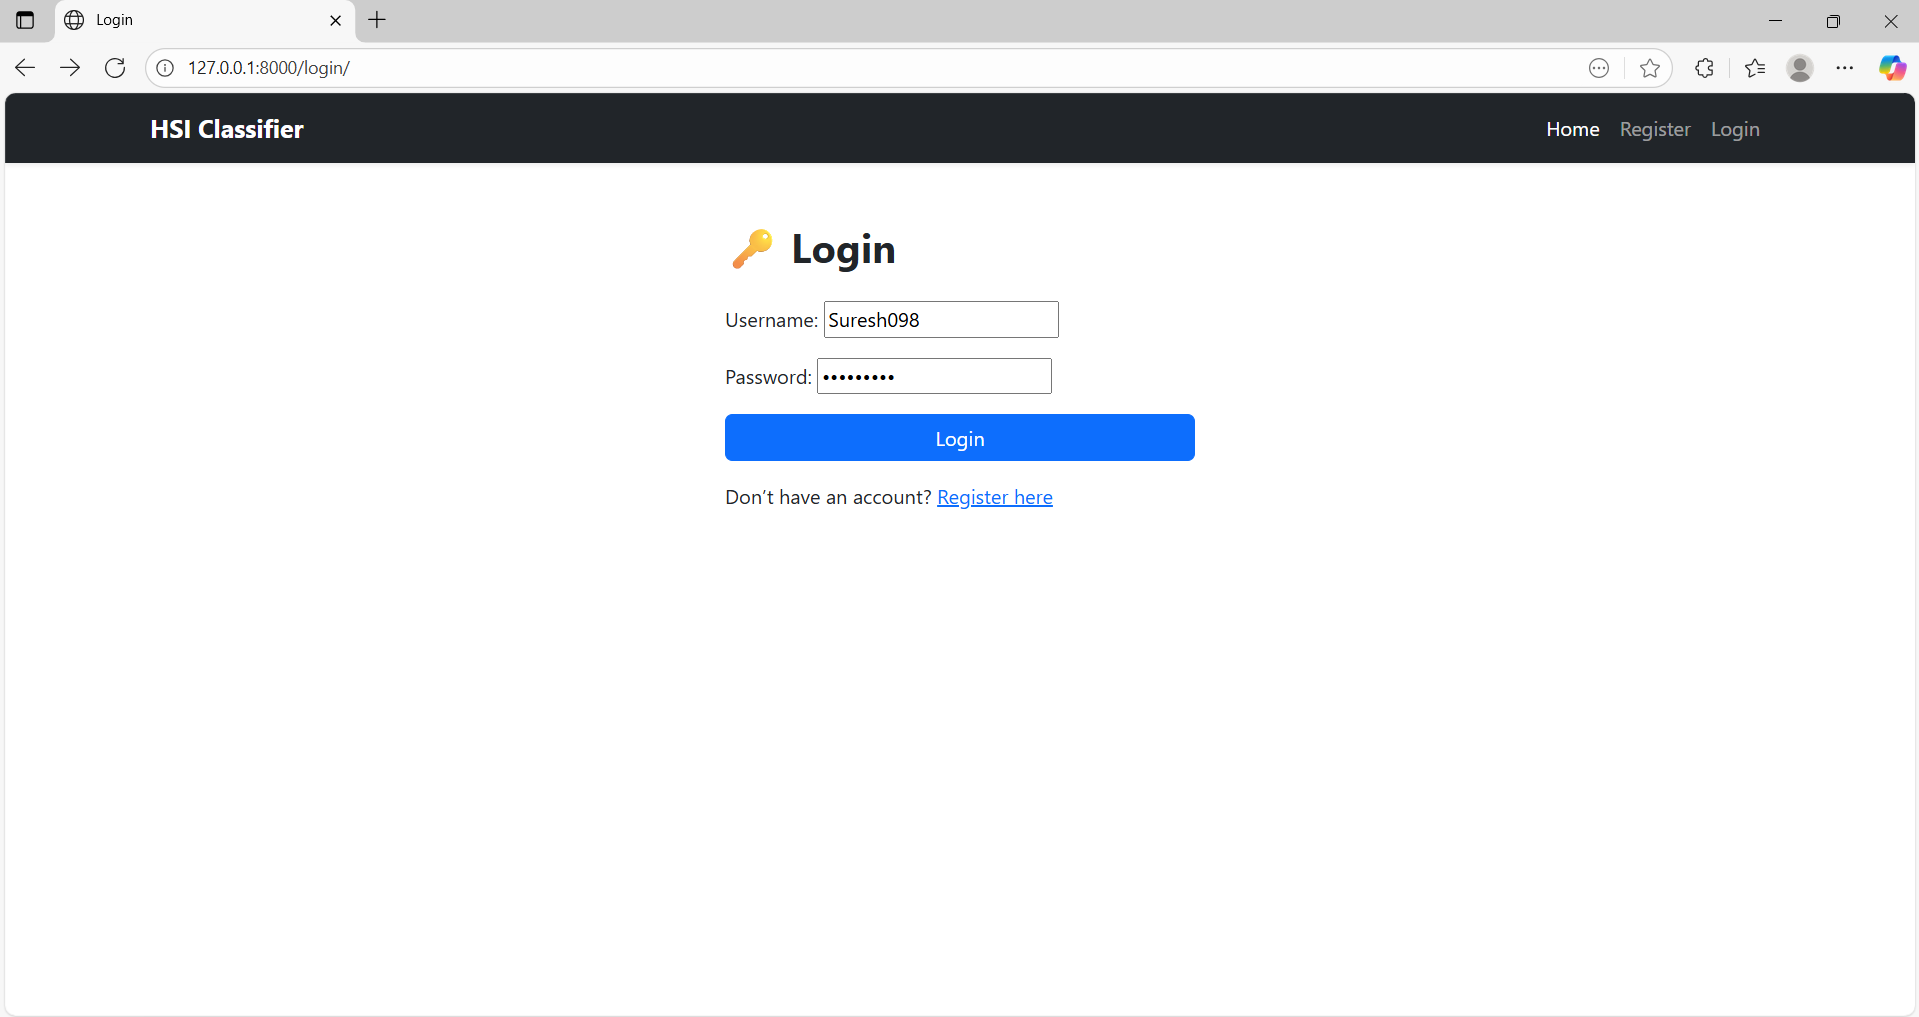 Login
127.0.0.1:8000/login/
HSI Classifier
Home Register Login
Login
Username: Suresh098
Password: •••••••••
Login
Don’t have an account? Register here